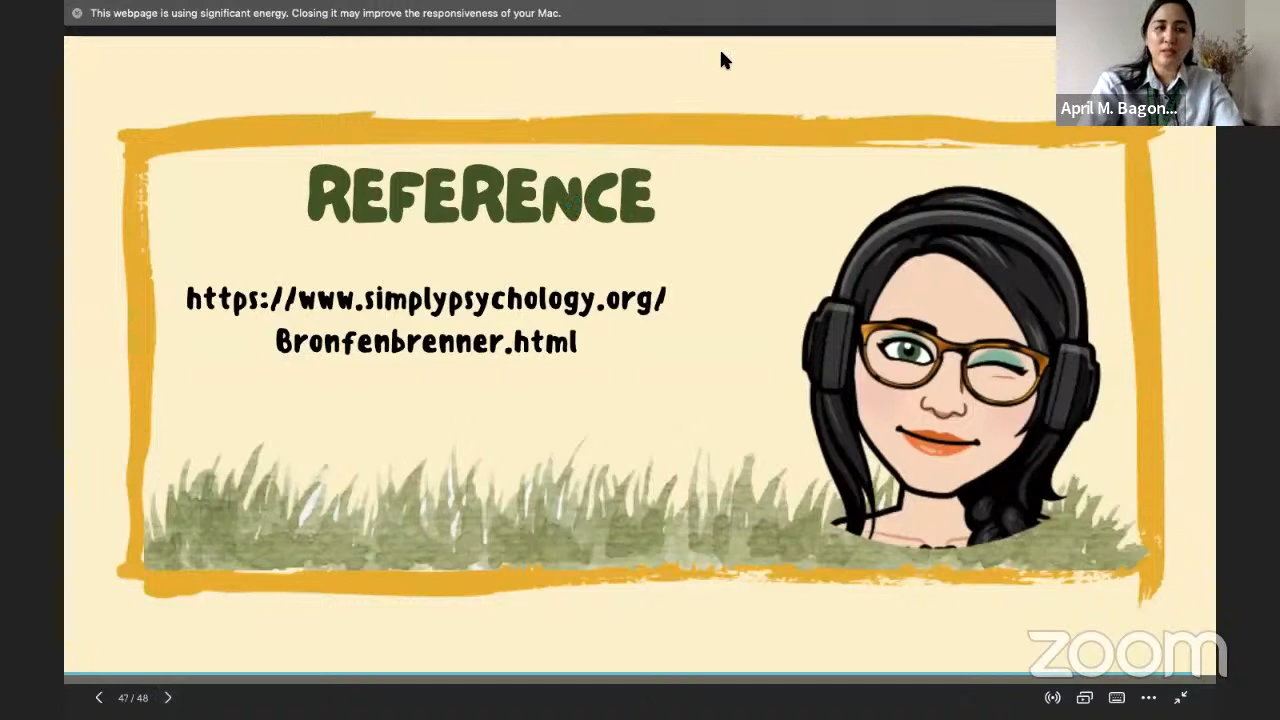 This webpage is using significant energy. Closing it may improve the responsiveness of your Mac.
April M. Bagon...
REFERENCE
https://www.simplypsychology.org/
Bronfenbrenner.html
zoom
47 / 48